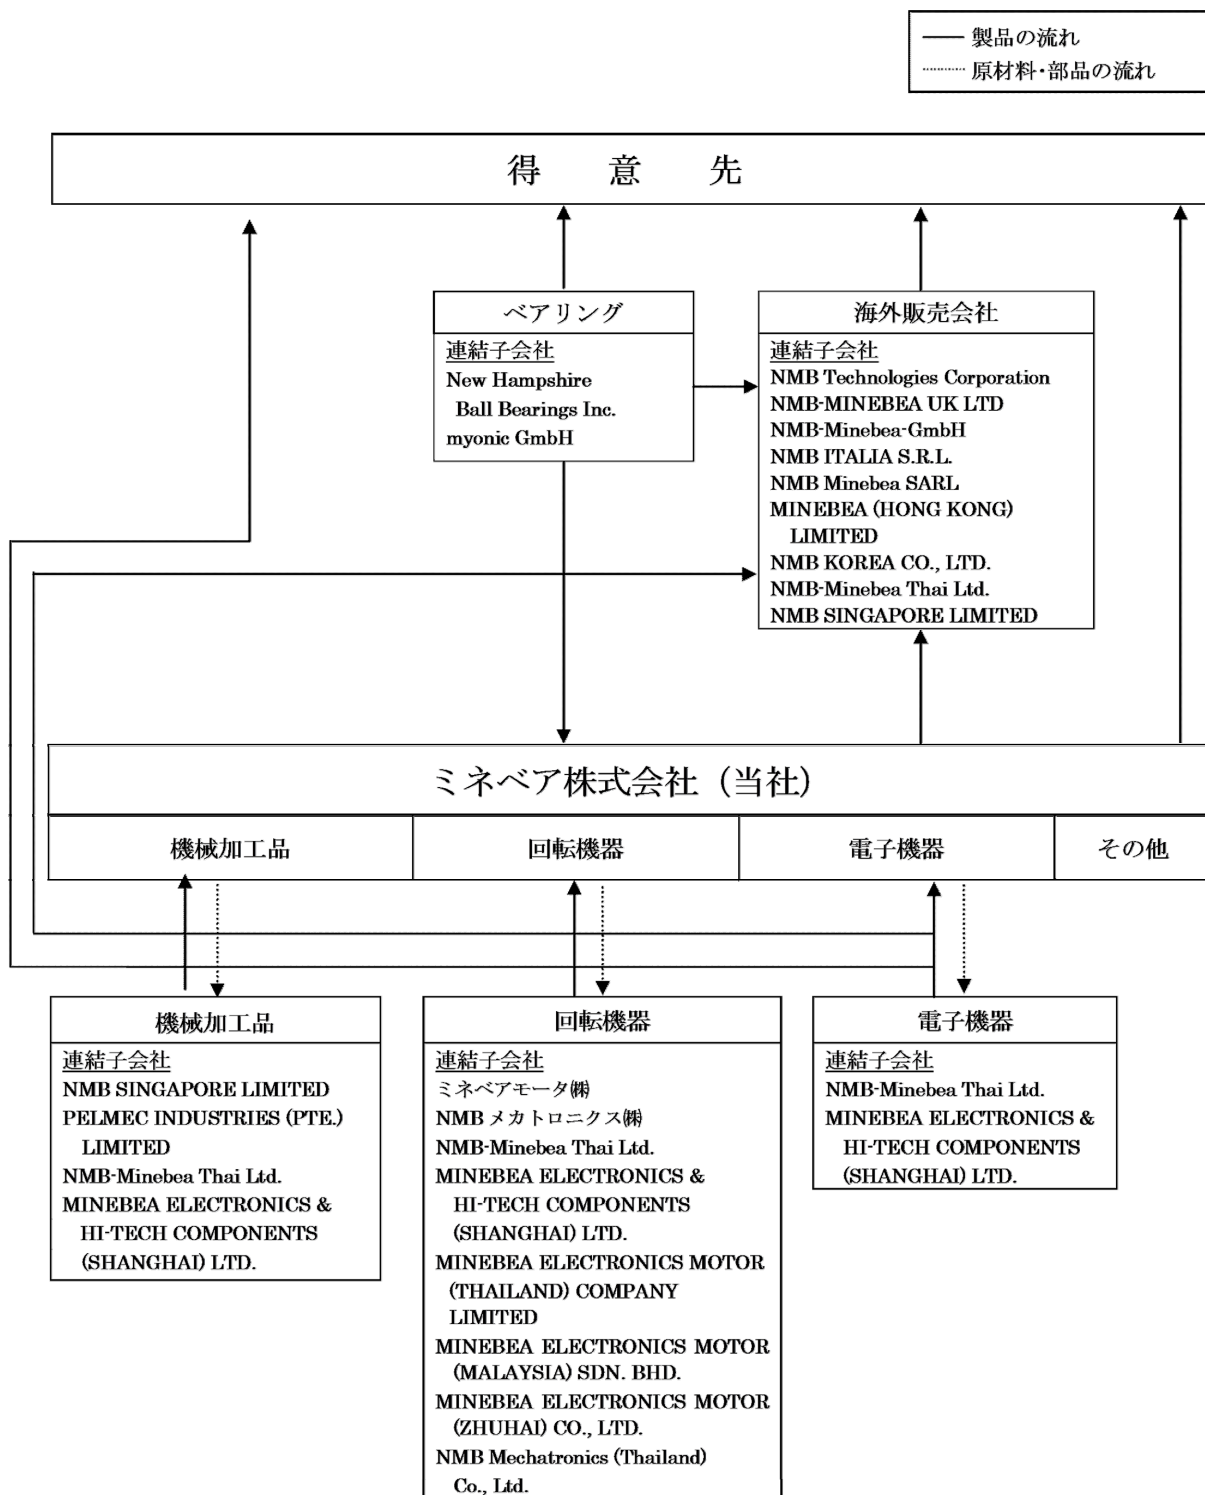 製品の流れ
原材料・部品の流れ
得意先
ベアリング
連結子会社
New Hampshire
Ball Bearings Inc.
myonic GmbH
海外販売会社
連結子会社
NMB Technologies Corporation
NMB-MINEBEA UK LTD
NMB-Minebea-GmbH
NMB ITALIA S.R.L.
NMB Minebea SARL
MINEBEA (HONG KONG)
LIMITED
NMB KOREA CO., LTD.
NMB-Minebea Thai Ltd.
NMB SINGAPORE LIMITED
ミネベア株式会社（当社）
機械加工品
回転機器
電子機器
その他
機械加工品
連結子会社
NMB SINGAPORE LIMITED
PELMEC INDUSTRIES (PTE.)
LIMITED
NMB-Minebea Thai Ltd.
MINEBEA ELECTRONICS &
HI-TECH COMPONENTS
(SHANGHAI) LTD.
回転機器
連結子会社
ミネベアモータ㈱
NMB メカトロニクス㈱
NMB-Minebea Thai Ltd.
MINEBEA ELECTRONICS &
HI-TECH COMPONENTS
(SHANGHAI) LTD.
MINEBEA ELECTRONICS MOTOR
(THAILAND) COMPANY
LIMITED
MINEBEA ELECTRONICS MOTOR
(MALAYSIA) SDN. BHD.
MINEBEA ELECTRONICS MOTOR
(ZHUHAI) CO., LTD.
NMB Mechatronics (Thailand)
Co., Ltd.
電子機器
連結子会社
NMB-Minebea Thai Ltd.
MINEBEA ELECTRONICS &
HI-TECH COMPONENTS
(SHANGHAI) LTD.